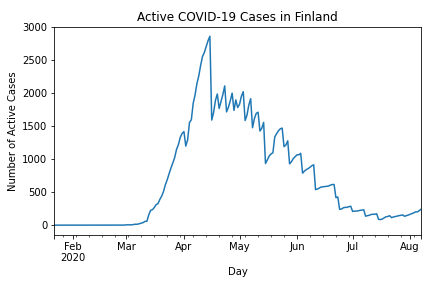 Active COVID-19 Cases in Finland
Number of Active Cases
3000
2500
2000
1500
1000
500
0
Feb Mar Apr May Jun Jul Aug
2020
Day